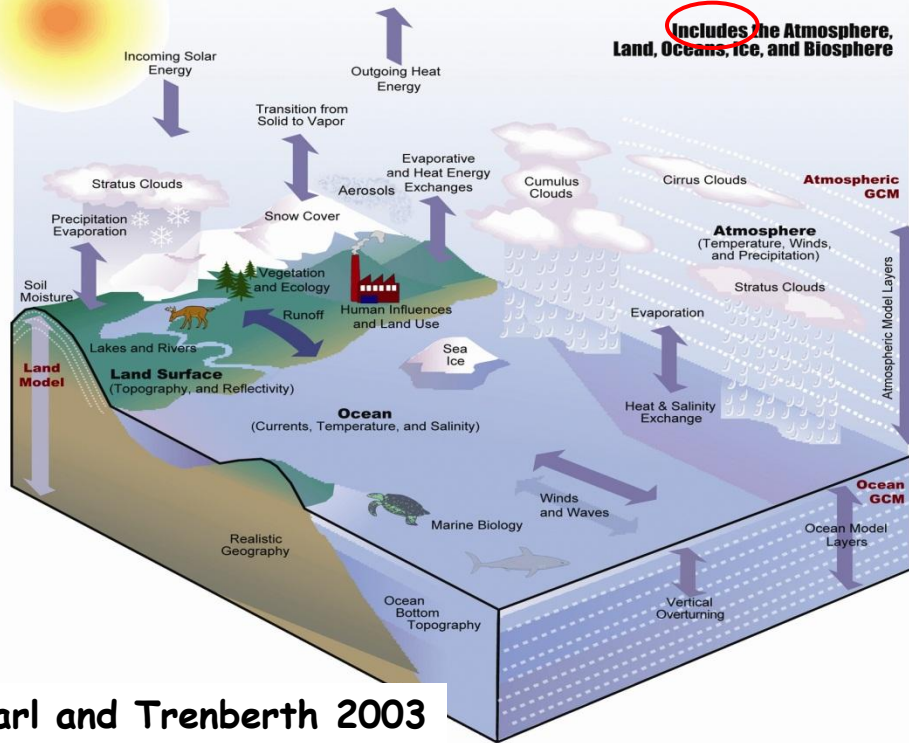 Includes the Atmosphere,
Land, Oceans, Ice, and Biosphere
Incoming Solar
Energy
Outgoing Heat
Energy
Transition from
Solid to Vapor
Evaporative
and Heat Energy
Exchanges
Stratus Clouds
Aerosols
Cumulus
Clouds
Cirrus Clouds
Atmospheric
GCM
Precipitation
Evaporation
Snow Cover
Atmosphere
(Temperature, Winds,
and Precipitation)
Soil
Moisture
Vegetation
and Ecology
Stratus Clouds
Runoff
Human Influences
and Land Use
Evaporation
Atmospheric Model Layers
Lakes and Rivers
Sea
Ice
Land
Model
Land Surface
(Topography, and Reflectivity)
Heat & Salinity
Exchange
Ocean
(Currents, Temperature, and Salinity)
Ocean
GCM
Winds
and Waves
Marine Biology
Ocean Model
Layers
Realistic
Geography
Vertical
Overturning
Ocean
Bottom
Topography
arl and Trenberth 2003